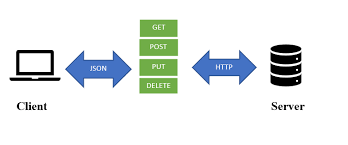 GET
POST
JSON
PUT
HTTP
DELETE
Client
Server